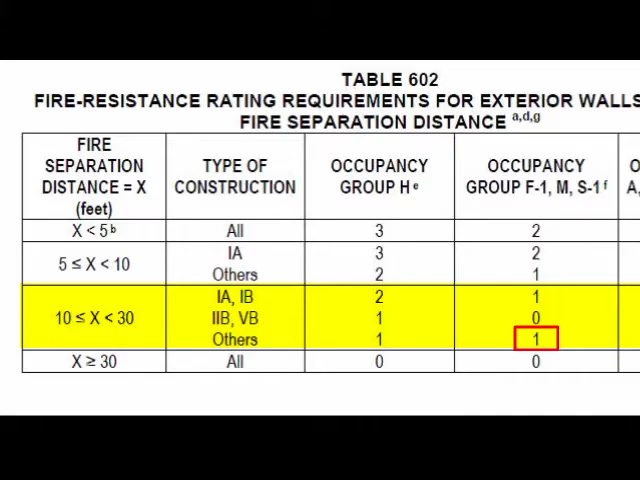 TABLE 602
FIRE-RESISTANCE RATING REQUIREMENTS FOR EXTERIOR WALLS
FIRE SEPARATION DISTANCE a,d,g
FIRE SEPARATION DISTANCE = X (feet) TYPE OF CONSTRUCTION OCCUPANCY GROUP H e OCCUPANCY GROUP F-1, M, S-1 f O A,
X < 5 b All 3 2
5 ≤ X < 10 IA 3 2
Others 2 1
10 ≤ X < 30 IA, IB 2 1
IIB, VB 1 0
Others 1 1
X ≥ 30 All 0 0